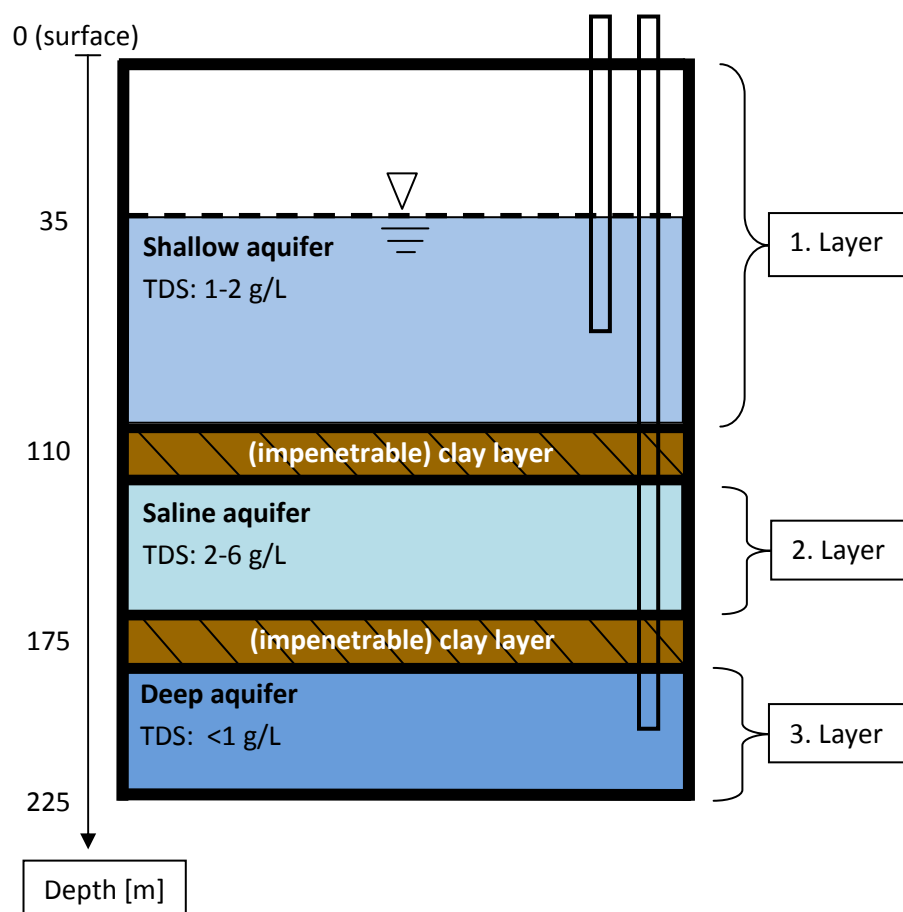 0 (surface)
35
Shallow aquifer
TDS: 1-2 g/L
1. Layer
110
(impenetrable) clay layer
Saline aquifer
TDS: 2-6 g/L
2. Layer
175
(impenetrable) clay layer
Deep aquifer
TDS: <1 g/L
3. Layer
225
Depth [m]